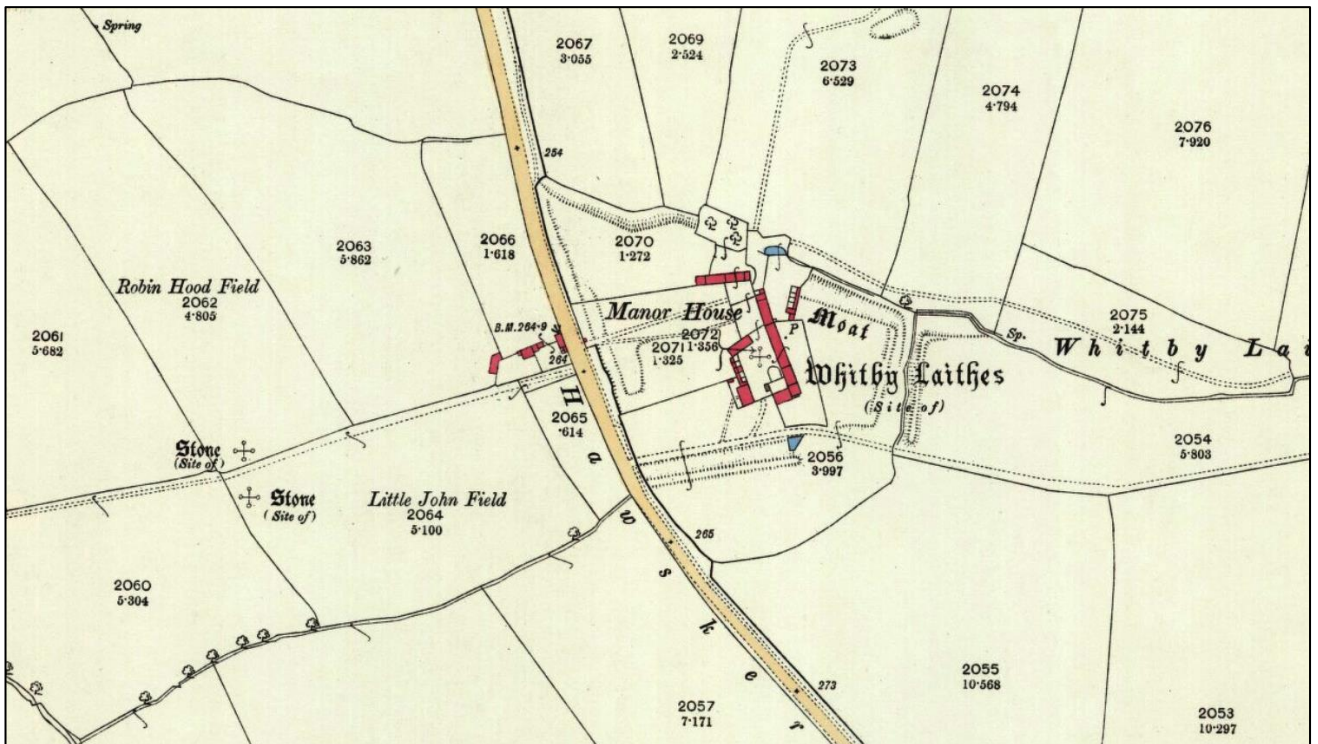 Spring
2067
3·055
2069
2·524
2073
6·529
2074
4·794
2076
7·920
254
2063
5·862
2066
1·618
2070
1·272
Robin Hood Field
2062
4·805
2061
5·682
B.M.264·9
264
Manor House
2071
1·325
2072
1·356
P
Moat
Sp.
2075
2·144
Whitby Lai
Whitby Laithes
(Site of)
2065
·614
Hawsker
Stone
(Site of)
Stone
(Site of)
Little John Field
2064
5·100
2056
3·997
2054
5·803
265
2060
5·304
2055
10·568
273
2057
7·171
2053
10·297